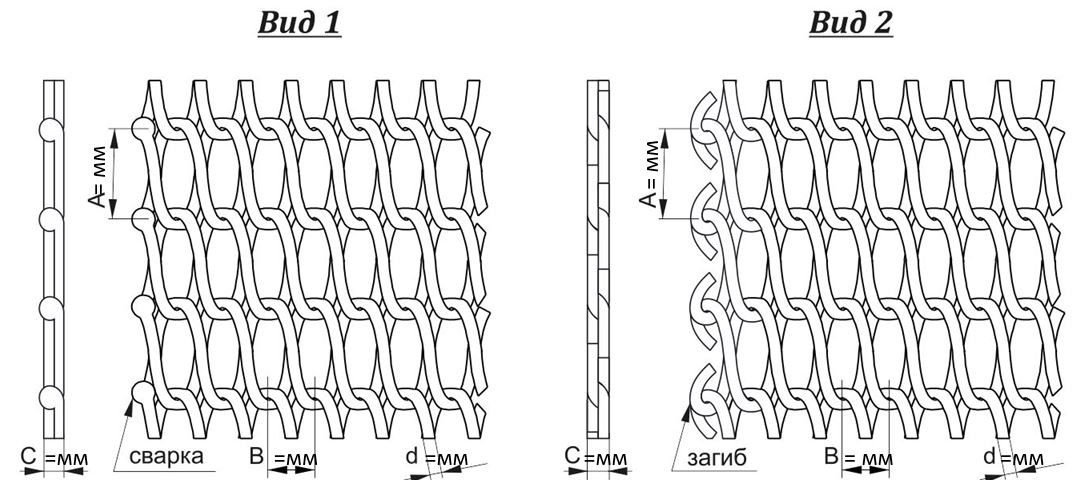 Вид 1
Вид 2
A= мм
A= мм
C =мм
сварка
B =мм
d =мм
C =мм
загиб
B =мм
d =мм